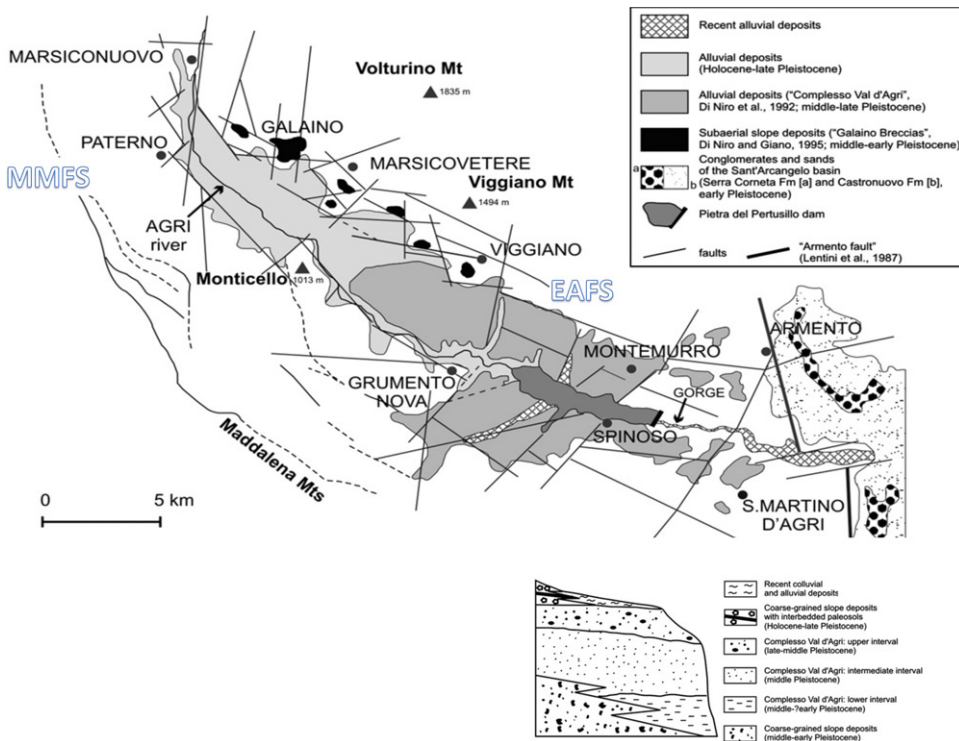 MARSICONUOVO
Volturino Mt
1835 m
GALAINO
PATERNO
MARSICOVETERE
MMFS
Viggiano Mt
1494 m
AGRI
river
VIGGIANO
Monticello
1013 m
EAFS
ARMENTO
MONTEMURRO
GRUMENTO
NOVA
GORGE
SPINOSO
Maddalena Mts
0 5 km
S.MARTINO
D'AGRI
Recent alluvial deposits
Alluvial deposits
(Holocene-late Pleistocene)
Alluvial deposits ("Complesso Val d'Agri",
Di Niro et al., 1992; middle-late Pleistocene)
Subaerial slope deposits ("Galaino Breccias",
Di Niro and Giano, 1995; middle-early Pleistocene)
a
b
Conglomerates and sands
of the Sant'Arcangelo basin
(Serra Corneta Fm [a] and Castronuovo Fm [b],
early Pleistocene)
Pietra del Pertusillo dam
faults
"Armento fault"
(Lentini et al., 1987)
Recent colluvial
and alluvial deposits
Coarse-grained slope deposits
with interbedded paleosols
(Holocene-late Pleistocene)
Complesso Val d'Agri: upper interval
(late-middle Pleistocene)
Complesso Val d'Agri: intermediate interval
(middle Pleistocene)
Complesso Val d'Agri: lower interval
(middle-?early Pleistocene)
Coarse-grained slope deposits
(middle-early Pleistocene)